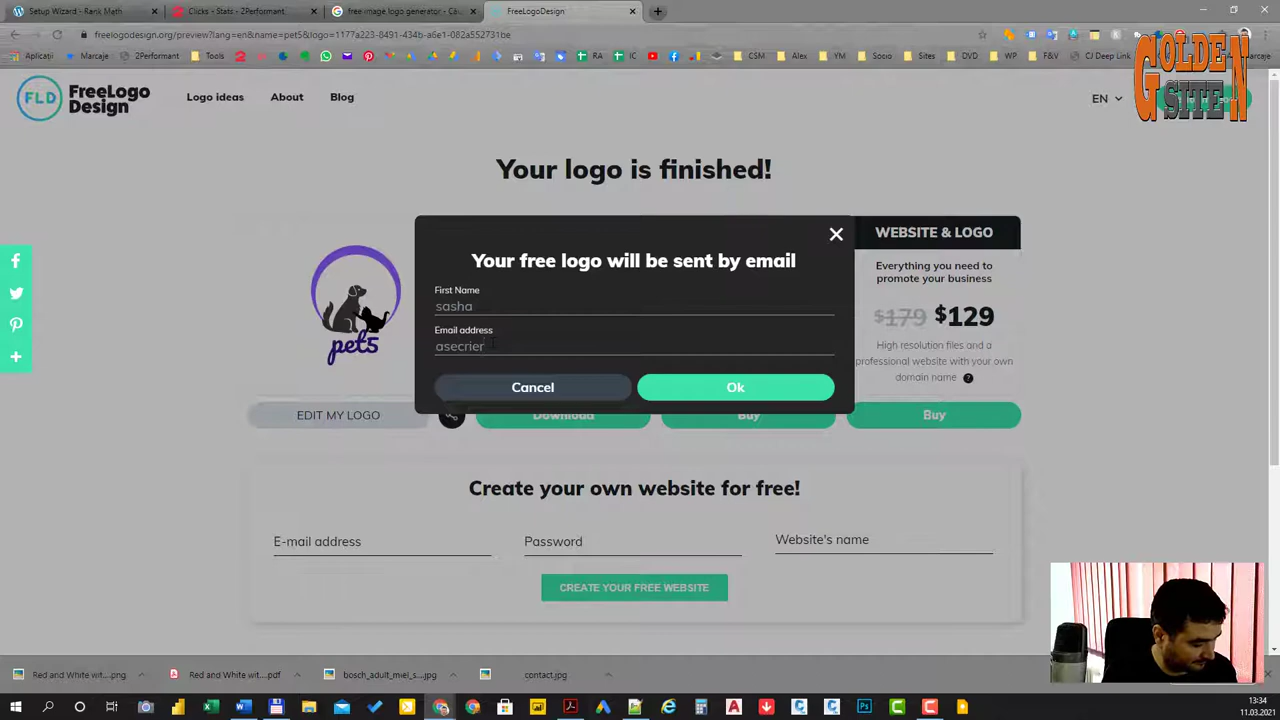 Setup Wizard - Rank Math
Clicks - Stats - 2Performant
free image logo generator - Cău
FreeLogoDesign
freelogodesign.org/preview?lang=en&name=pet5&logo=1177a223-8491-434b-a6e1-082a552731be
Aplicații
Marcaje
2Performant
Tools
RA
IC
CSM
Alex
YM
Socio
Sites
DVD
WP
F&V
CJ Deep Link
GOLDEN
SITE
FLD
FreeLogo
Design
Logo ideas
About
Blog
EN
Your logo is finished!
pet5
EDIT MY LOGO
Your free logo will be sent by email
First Name
sasha
Email address
asecrier
Cancel
Ok
Download
Buy
WEBSITE & LOGO
Everything you need to
promote your business
$179 $129
High resolution files and a
professional website with your own
domain name ?
Buy
Create your own website for free!
E-mail address
Password
Website's name
CREATE YOUR FREE WEBSITE
Red and White wit....png
Red and White wit....pdf
bosch_adult_miel_s....jpg
contact.jpg
13:34
11.03.2021